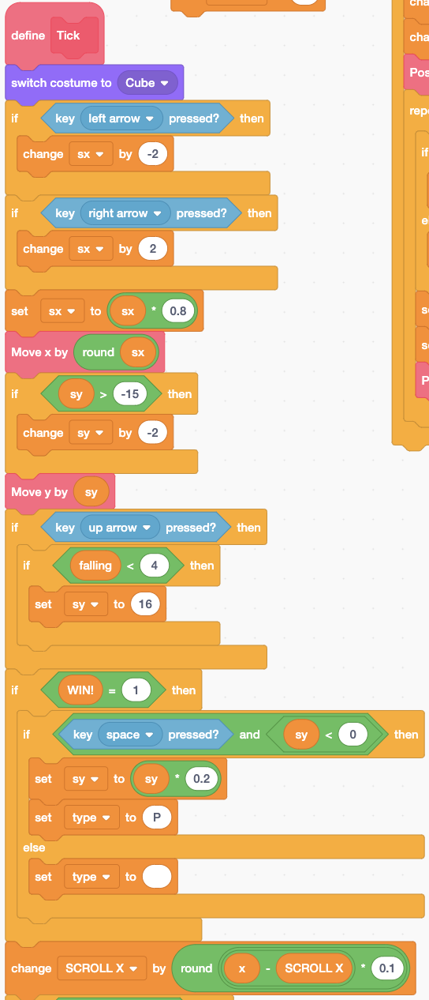 define Tick
switch costume to Cube
if key left arrow pressed? then
change sx by -2
if key right arrow pressed? then
change sx by 2
set sx to sx * 0.8
Move x by round sx
if sy > -15 then
change sy by -2
Move y by sy
if key up arrow pressed? then
if falling < 4 then
set sy to 16
if WIN! = 1 then
if key space pressed? and sy < 0 then
set sy to sy * 0.2
set type to P
else
set type to
change SCROLL X by round x - SCROLL X * 0.1
cha
Pos
repe
if